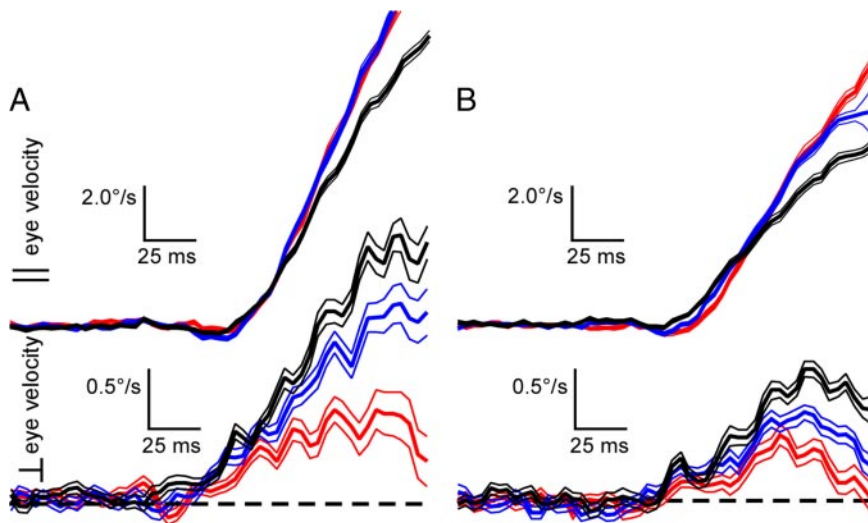 A
B
|| eye velocity
2.0°/s
25 ms
2.0°/s
25 ms
⊥ eye velocity
0.5°/s
25 ms
0.5°/s
25 ms